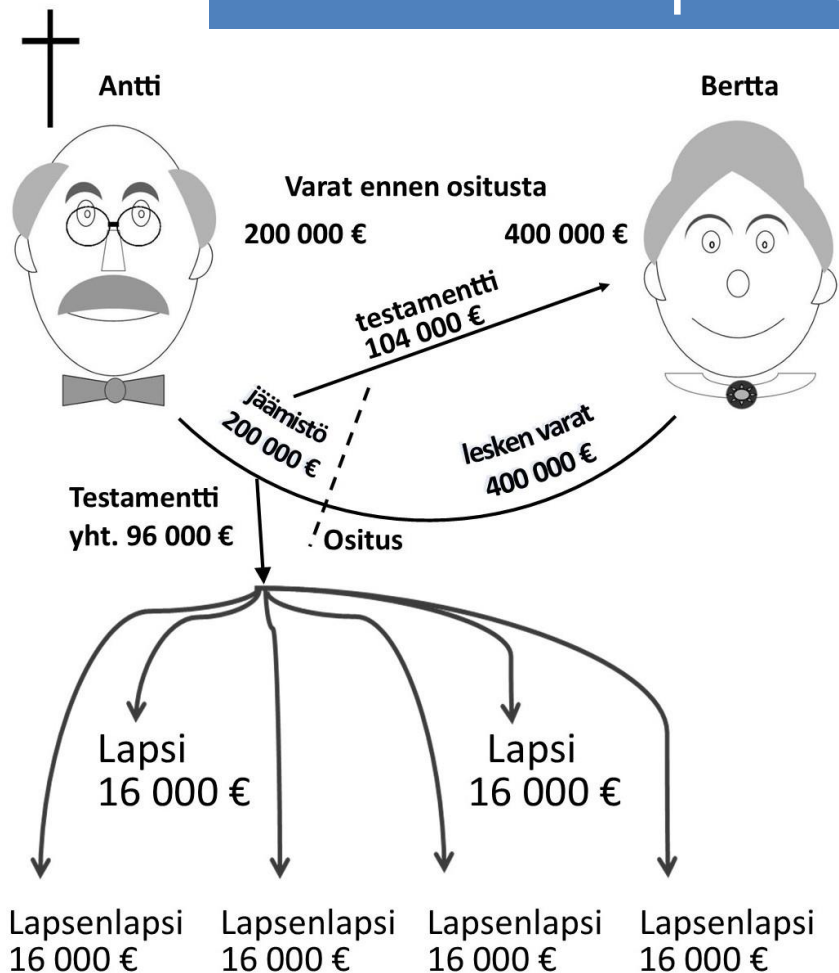 Antti
Bertta
Varat ennen ositusta
200 000 €
400 000 €
testamentti
104 000 €
jäämistö
200 000 €
lesken varat
400 000 €
Testamentti
yht. 96 000 €
Ositus
Lapsi
16 000 €
Lapsi
16 000 €
Lapsenlapsi
16 000 €
Lapsenlapsi
16 000 €
Lapsenlapsi
16 000 €
Lapsenlapsi
16 000 €